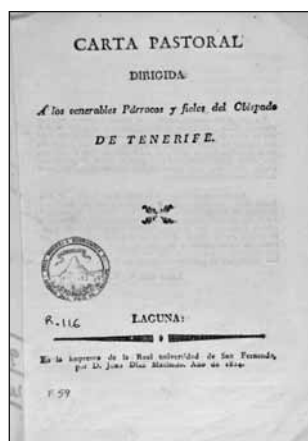 CARTA PASTORAL
DIRIGIDA
Á los venerables Párrocos y fieles del Obispado
DE TENERIFE.
R-116
LAGUNA:
En la imprenta de la Real universidad de San Fernando,
por D. Juan Diaz Machado. Año de
F 59